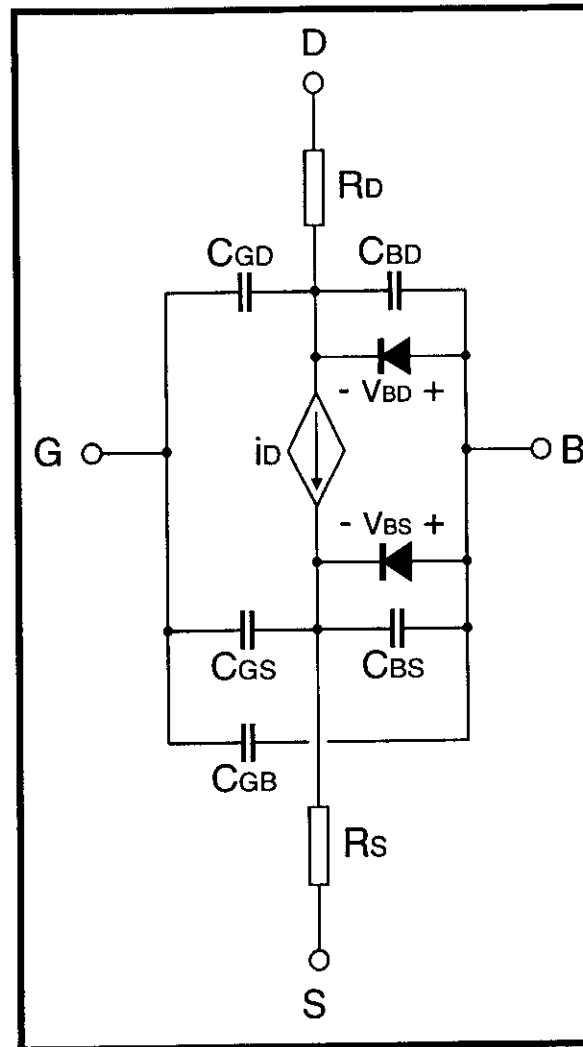 D
RD
CGD CBD
- VBD +
G iD B
- VBS +
CGS CBS
CGB
RS
S